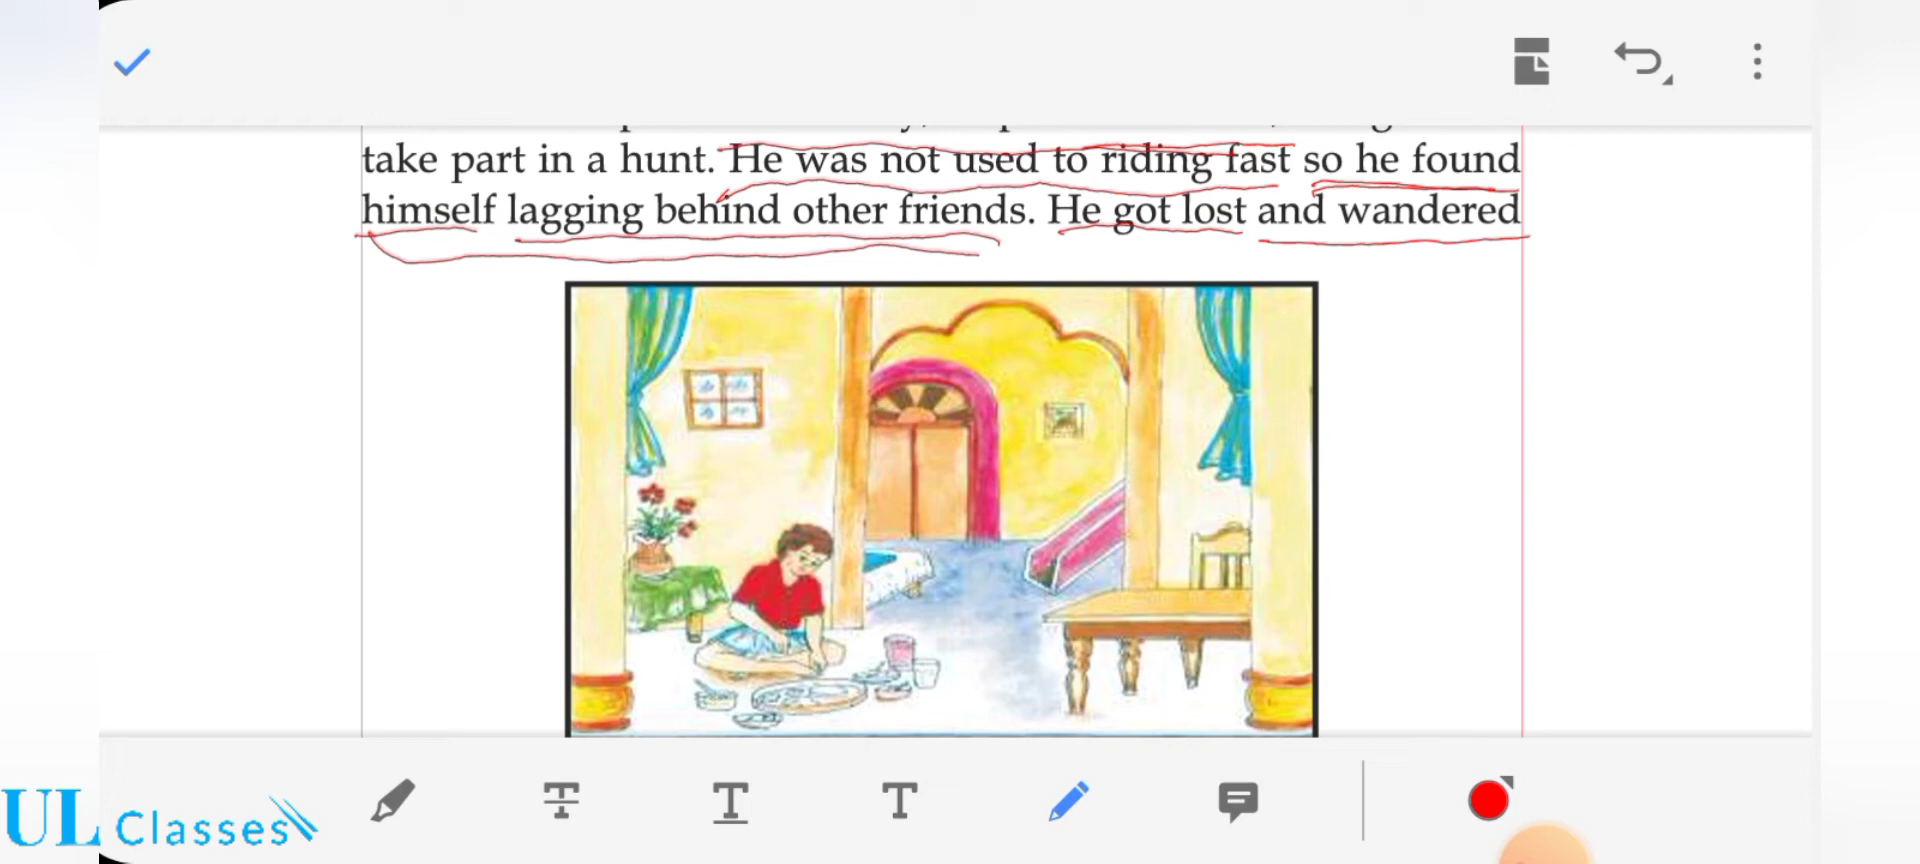 take part in a hunt. He was not used to riding fast so he found
himself lagging behind other friends. He got lost and wandered
UL Classes